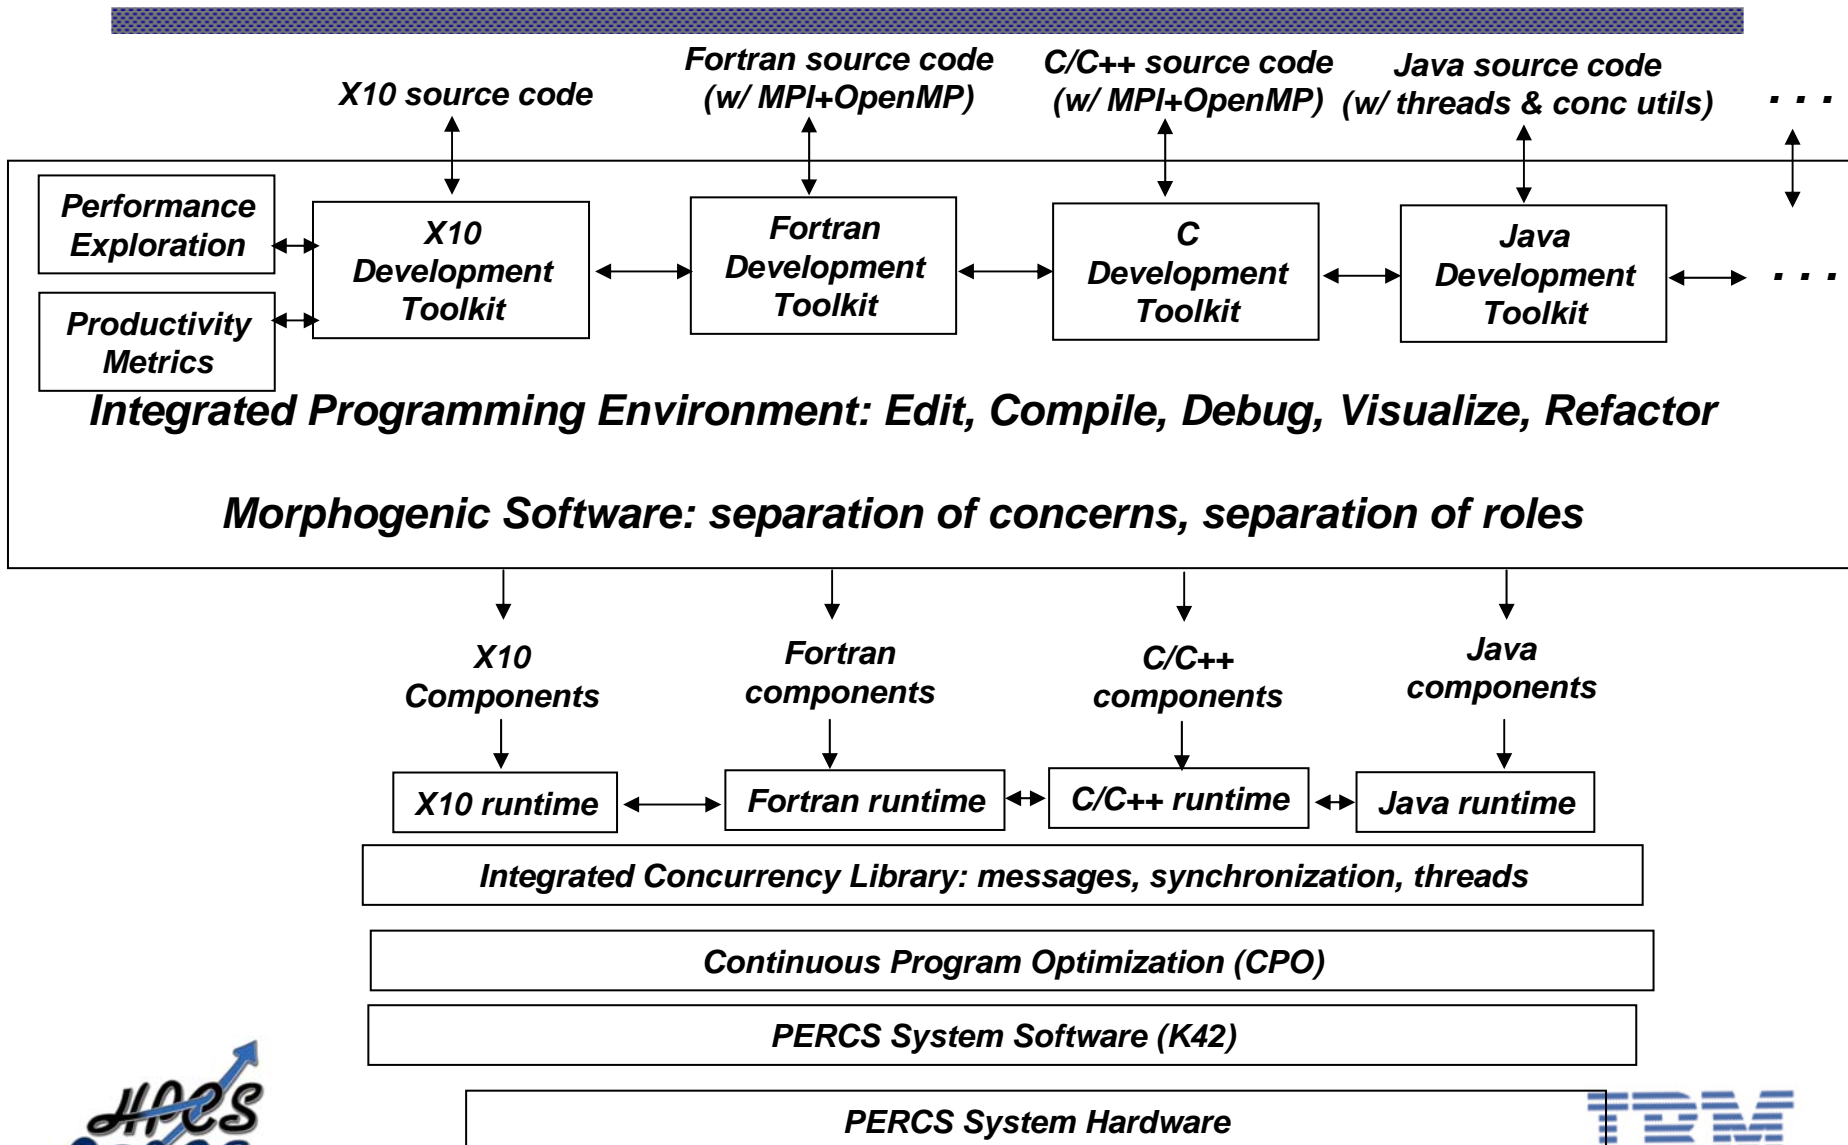 X10 source code
Fortran source code
(w/ MPI+OpenMP)
C/C++ source code
(w/ MPI+OpenMP)
Java source code
(w/ threads & conc utils)
. . .
Performance
Exploration
Productivity
Metrics
X10
Development
Toolkit
Fortran
Development
Toolkit
C
Development
Toolkit
Java
Development
Toolkit
. . .
Integrated Programming Environment: Edit, Compile, Debug, Visualize, Refactor
Morphogenic Software: separation of concerns, separation of roles
X10
Components
Fortran
components
C/C++
components
Java
components
X10 runtime
Fortran runtime
C/C++ runtime
Java runtime
Integrated Concurrency Library: messages, synchronization, threads
Continuous Program Optimization (CPO)
PERCS System Software (K42)
PERCS System Hardware
HPCS
IBM